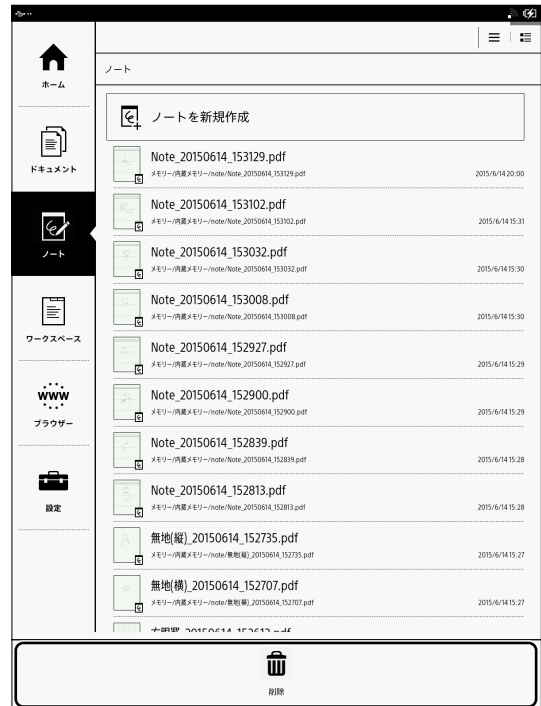 ホーム
ドキュメント
ノート
ワークスペース
WWW
ブラウザー
設定
ノート
ノートを新規作成
Note_20150614_153129.pdf
メモリー/内蔵メモリー/note/Note_20150614_153129.pdf 2015/6/14 20:00
Note_20150614_153102.pdf
メモリー/内蔵メモリー/note/Note_20150614_153102.pdf 2015/6/14 15:31
Note_20150614_153032.pdf
メモリー/内蔵メモリー/note/Note_20150614_153032.pdf 2015/6/14 15:30
Note_20150614_153008.pdf
メモリー/内蔵メモリー/note/Note_20150614_153008.pdf 2015/6/14 15:30
Note_20150614_152927.pdf
メモリー/内蔵メモリー/note/Note_20150614_152927.pdf 2015/6/14 15:29
Note_20150614_152900.pdf
メモリー/内蔵メモリー/note/Note_20150614_152900.pdf 2015/6/14 15:29
Note_20150614_152839.pdf
メモリー/内蔵メモリー/note/Note_20150614_152839.pdf 2015/6/14 15:28
Note_20150614_152813.pdf
メモリー/内蔵メモリー/note/Note_20150614_152813.pdf 2015/6/14 15:28
無地(縦)_20150614_152735.pdf
メモリー/内蔵メモリー/note/無地(縦)_20150614_152735.pdf 2015/6/14 15:27
無地(横)_20150614_152707.pdf
メモリー/内蔵メモリー/note/無地(横)_20150614_152707.pdf 2015/6/14 15:27
削除